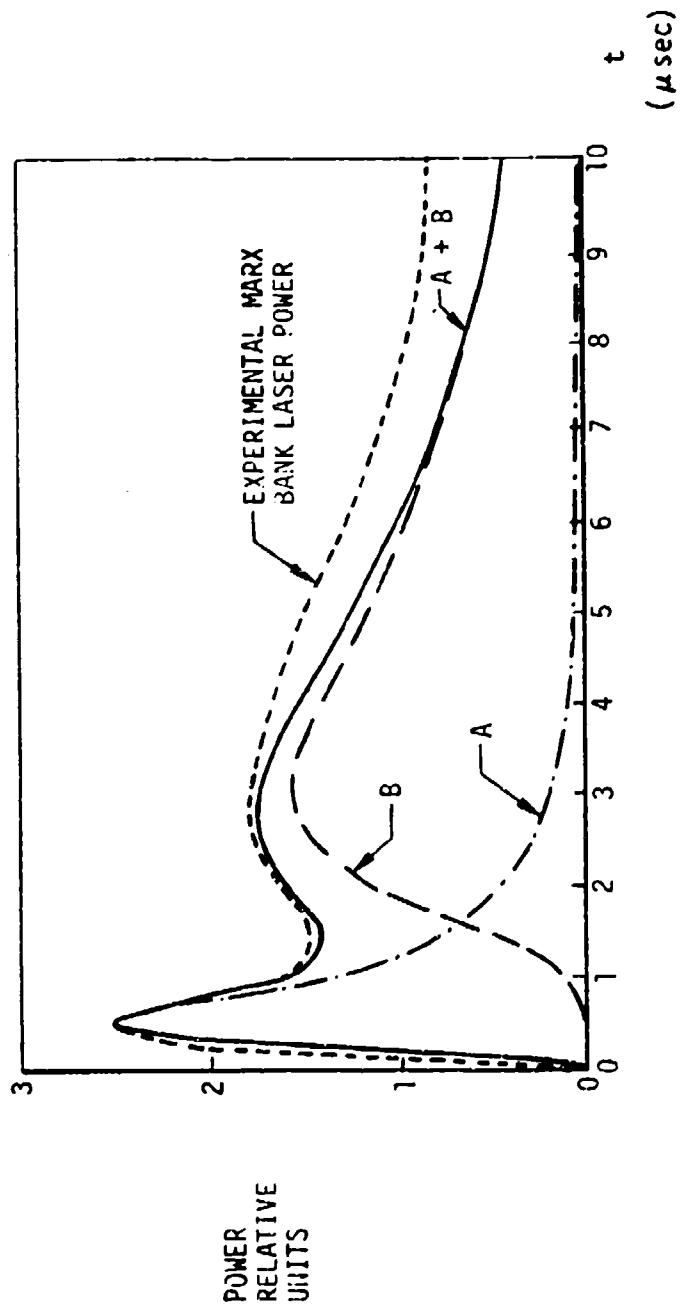 POWER
RELATIVE
UNITS
3
2
1
0
EXPERIMENTAL MARX
BANK LASER POWER
A + B
B
A
0 1 2 3 4 5 6 7 8 9 10
t
(μsec)